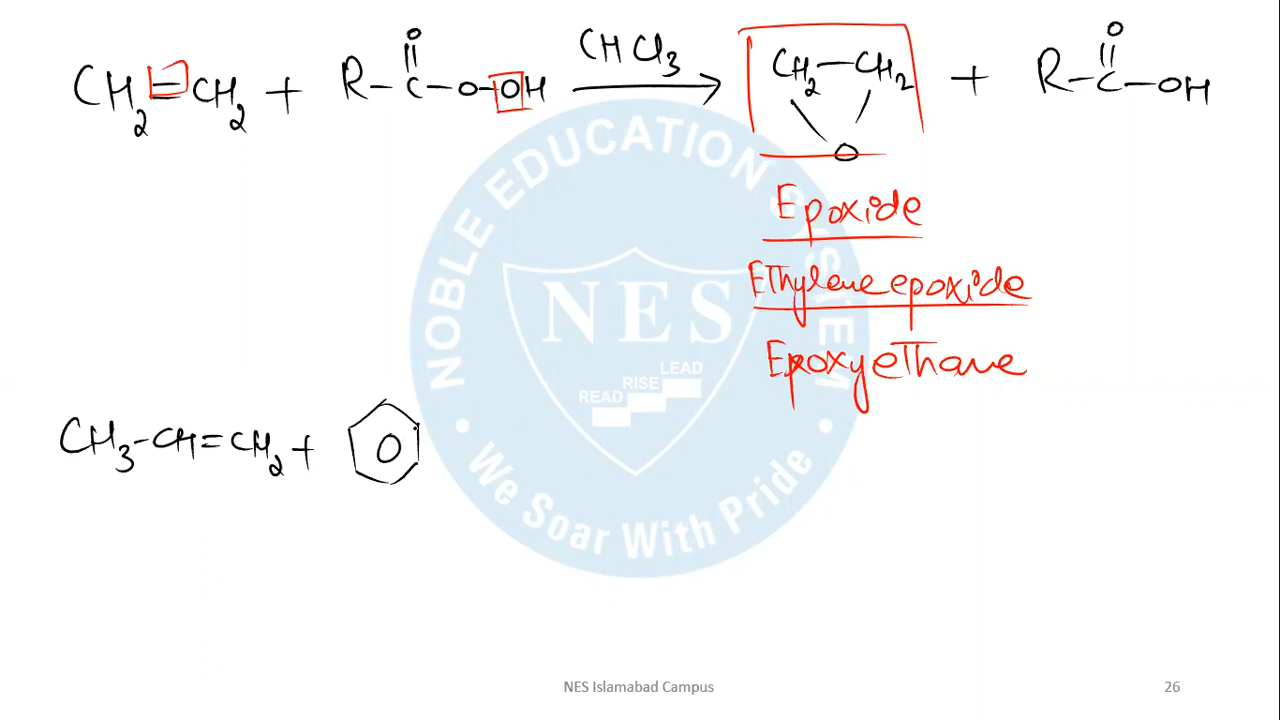 CH₂=CH₂ + R-C-O-OH CHCl₃ → CH₂-CH₂ + R-C-OH
O O O
Epoxide
Ethylene epoxide
Epoxyethane
CH₃-CH=CH₂ +
NOBLE EDUCATION SYSTEM
NES
READ RISE LEAD
We Soar With Pride
NES Islamabad Campus
26